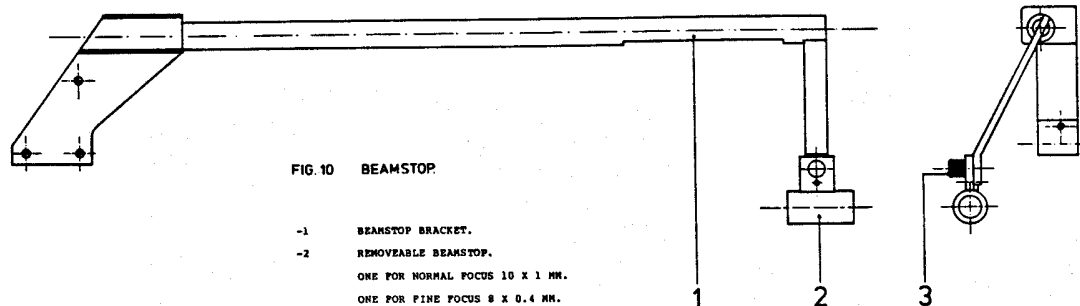 FIG. 10 BEAMSTOP.
-1 BEAMSTOP BRACKET.
-2 REMOVEABLE BEAMSTOP.
ONE FOR NORMAL FOCUS 10 X 1 MM.
ONE FOR FINE FOCUS 8 X 0.4 MM.
1 2 3